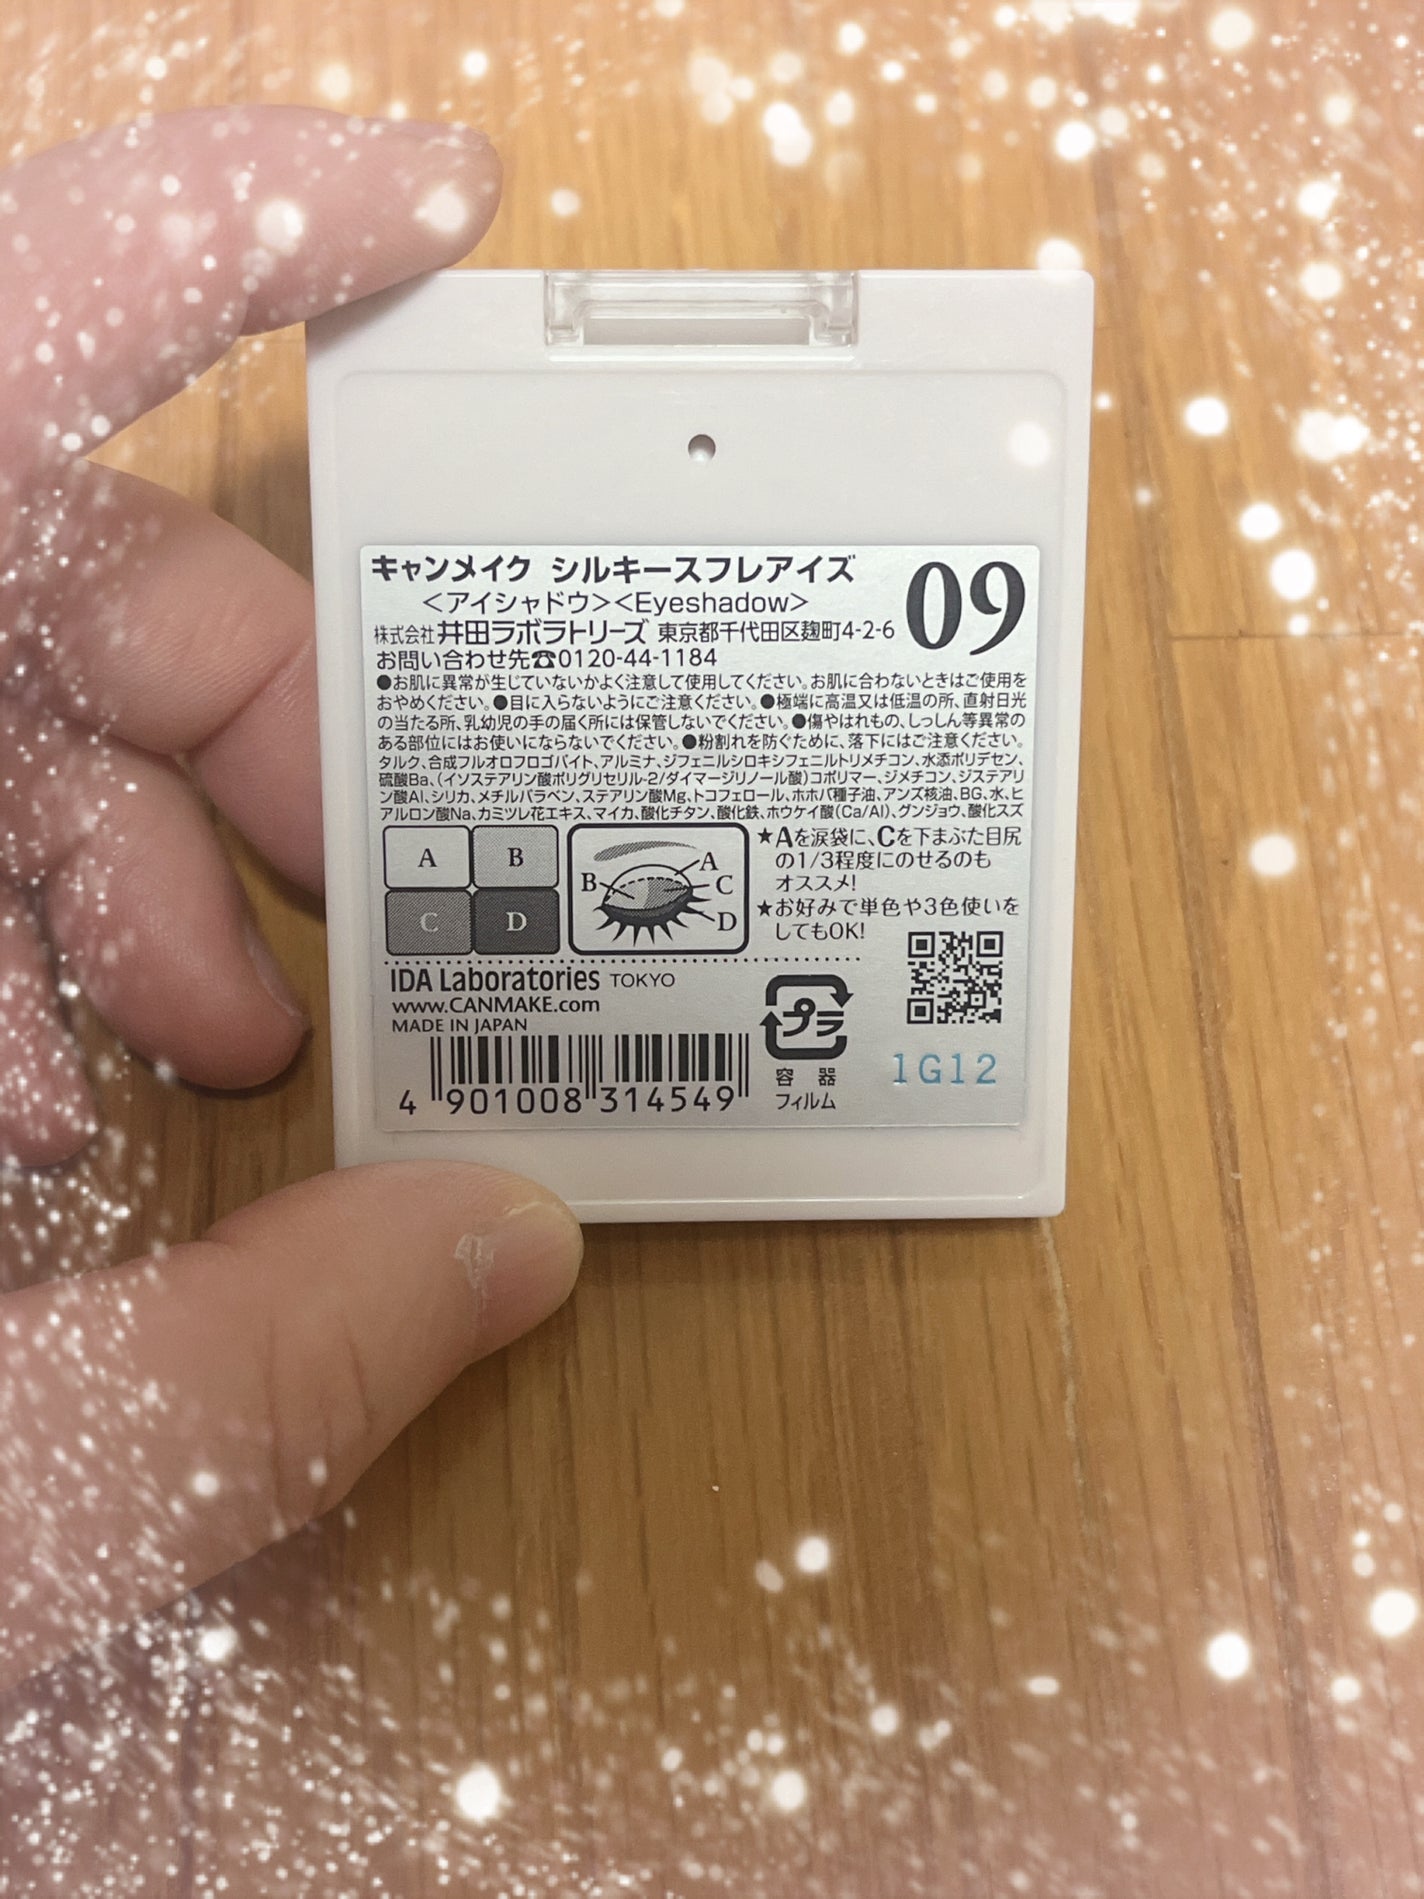 キャンメイク シルキースフレアイズ
<アイシャドウ><Eyeshadow>
09
株式会社 井田ラボラトリーズ 東京都千代田区麹町4-2-6
お問い合わせ先☎0120-44-1184
●お肌に異常が生じていないかよく注意して使用してください。お肌に合わないときはご使用を
おやめください。●目に入らないようにご注意ください。●極端に高温又は低温の所、直射日光
の当たる所、乳幼児の手の届く所には保管しないでください。●傷やはれもの、しっしん等異常の
ある部位にはお使いにならないでください。●粉割れを防ぐために、落下にはご注意ください。
タルク、合成フルオロフロゴパイト、アルミナ、ジフェニルシロキシフェニルトリメチコン、水添ポリデセン、
硫酸Ba、(イソステアリン酸ポリグリセリル-2/ダイマージリノール酸)コポリマー、ジメチコン、ジステアリ
ン酸Al、シリカ、メチルパラベン、ステアリン酸Mg、トコフェロール、ホホバ種子油、アンズ核油、BG、水、ヒ
アルロン酸Na、カミツレ花エキス、マイカ、酸化チタン、酸化鉄、ホウケイ酸(Ca/Al)、グンジョウ、酸化スズ
A B
C D
A
B
C
D
★Aを涙袋に、Cを下まぶた目尻
の1/3程度にのせるのも
オススメ!
★お好みで単色や3色使いを
してもOK!
IDA Laboratories TOKYO
www.CANMAKE.com
MADE IN JAPAN
4 901008 314549
プラ
容器
フィルム
1G12